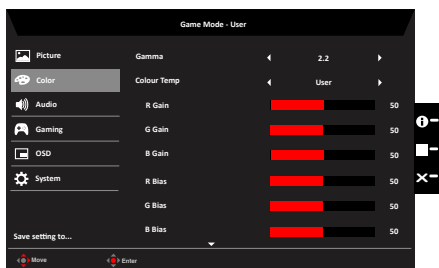 Game Mode - User
Picture
Color
Audio
Gaming
OSD
System
Save setting to...
Gamma 2.2
Colour Temp User
R Gain 50
G Gain 50
B Gain 50
R Bias 50
G Bias 50
B Bias 50
Move Enter